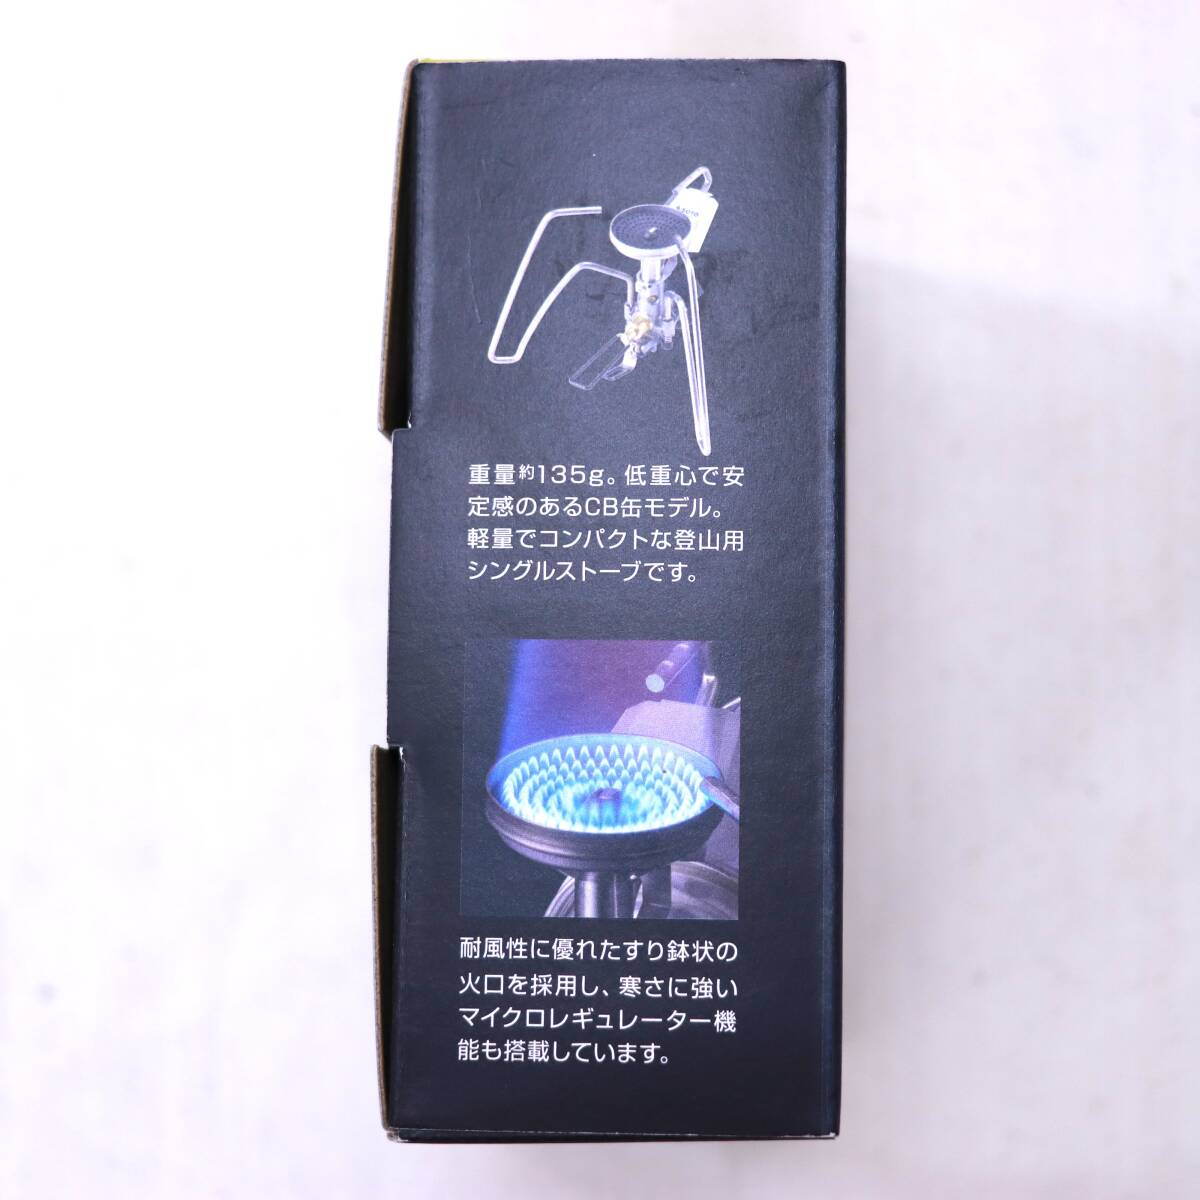 SOTO
重量約135g。低重心で安
定感のあるCB缶モデル。
軽量でコンパクトな登山用
シングルストーブです。
耐風性に優れたすり鉢状の
火口を採用し、寒さに強い
マイクロレギュレーター機
能も搭載しています。